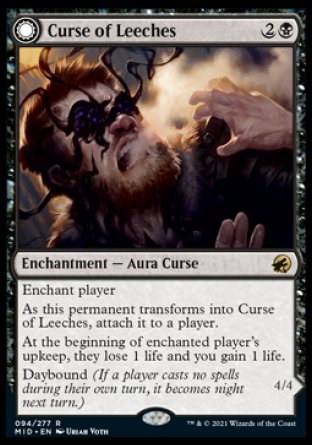 Curse of Leeches 2
Enchantment — Aura Curse
Enchant player
As this permanent transforms into Curse
of Leeches, attach it to a player.
At the beginning of enchanted player's
upkeep, they lose 1 life and you gain 1 life.
Daybound (If a player casts no spells
during their own turn, it becomes night
next turn.)
4/4
094/277 R
MID • EN Uriah Voth
™ & © 2021 Wizards of the Coast